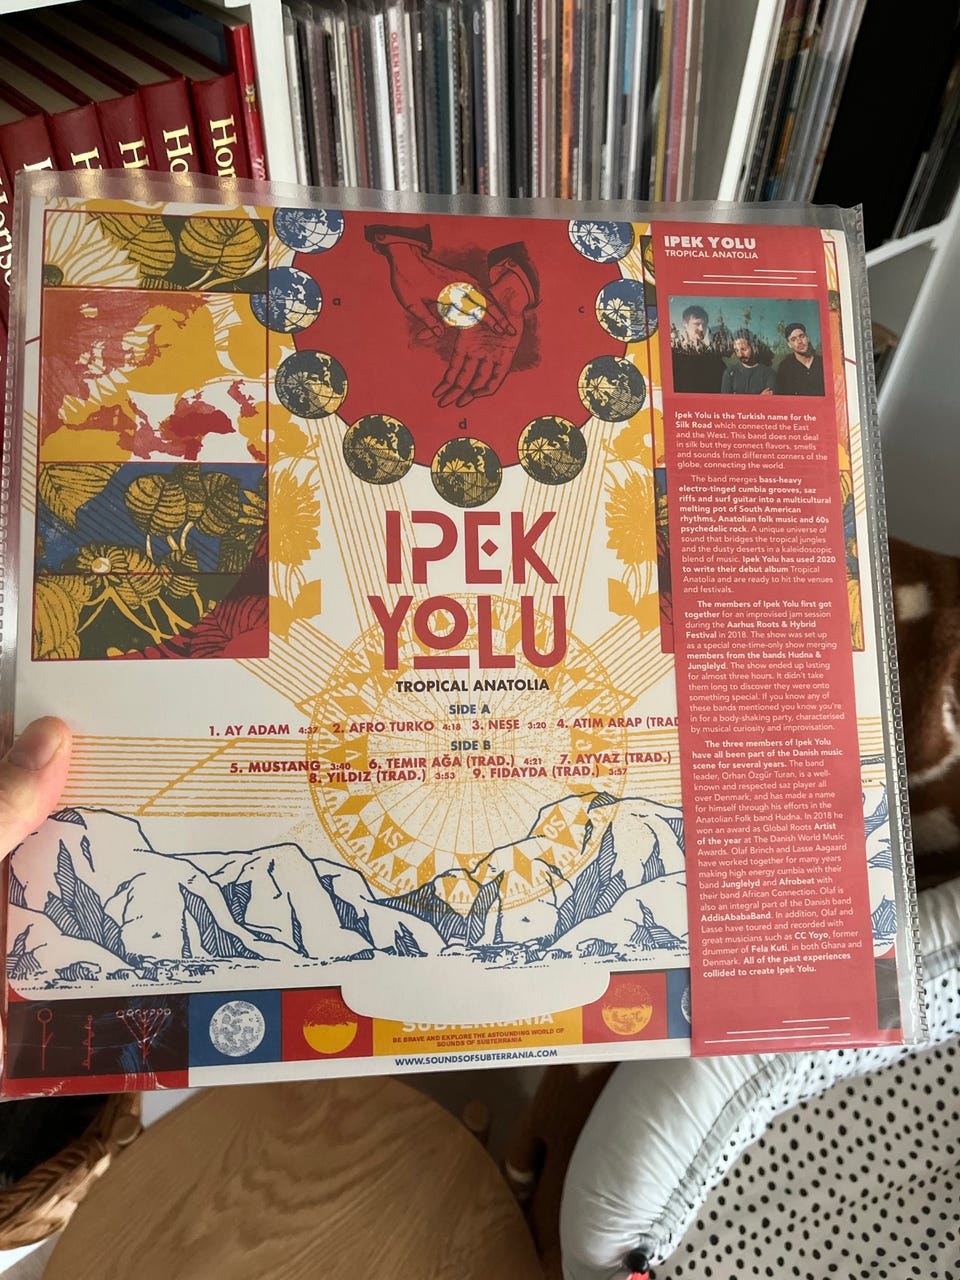 OLSEN BANDEN
Hor
Ho
H
H
a
c
d
IPEK
YOLU
TROPICAL ANATOLIA
SIDE A
1. AY ADAM 4:37 2. AFRO TURKO 4:18 3. NEŞE 3:20 4. ATIM ARAP (TRAD
SIDE B
5. MUSTANG 3:40 6. TEMIR AĞA (TRAD.) 4:21 7. AYVAZ (TRAD.)
8. YILDIZ (TRAD.) 3:53 9. FIDAYDA (TRAD.) 3:57
SUBTERRANIA
BE BRAVE AND EXPLORE THE ASTOUNDING WORLD OF
SOUNDS OF SUBTERRANIA
WWW.SOUNDSOFSUBTERRANIA.COM
IPEK YOLU
TROPICAL ANATOLIA
Ipek Yolu is the Turkish name for the
Silk Road which connected the East
and the West. This band does not deal
in silk but they connect flavors, smells
and sounds from different corners of the
globe, connecting the world.
The band merges bass-heavy
electro-tinged cumbia grooves, saz
riffs and surf guitar into a multicultural
melting pot of South American
rhythms, Anatolian folk music and 60s
psychedelic rock. A unique universe of
sound that bridges the tropical jungles
and the dusty deserts in a kaleidoscopic
blend of music. Ipek Yolu has used 2020
to write their debut album Tropical
Anatolia and are ready to hit the venues
and festivals.
The members of Ipek Yolu first got
together for an improvised jam session
during the Aarhus Roots & Hybrid
Festival in 2018. The show was set up
as a special one-time-only show merging
members from the bands Hudna &
Junglelyd. The show ended up lasting
for almost three hours. It didn't take
them long to discover they were onto
something special. If you know any of
these bands mentioned you know you're
in for a body-shaking party, characterised
by musical curiosity and improvisation.
The three members of Ipek Yolu
have all been part of the Danish music
scene for several years. The band
leader, Orhan Özgür Turan, is a well-
known and respected saz player all
over Denmark, and has made a name
for himself through his efforts in the
Anatolian Folk band Hudna. In 2018 he
won an award as Global Roots Artist
of the year at The Danish World Music
Awards. Olaf Brinch and Lasse Aagaard
have worked together for many years
making high energy cumbia with their
band Junglelyd and Afrobeat with
their band African Connection. Olaf is
also an integral part of the Danish band
AddisAbabaBand. In addition, Olaf and
Lasse have toured and recorded with
great musicians such as CC Yoyo, former
drummer of Fela Kuti, in both Ghana and
Denmark. All of the past experiences
collided to create Ipek Yolu.